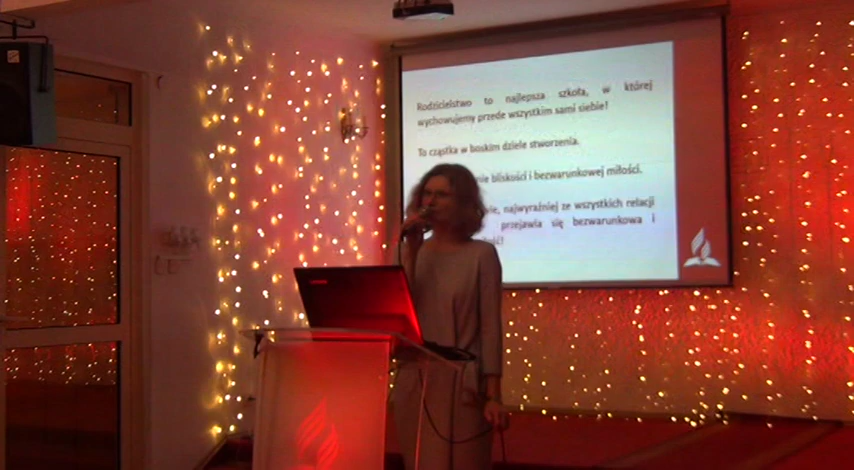 Rodzicielstwo to najlepsza szkoła, w której
wychowujemy przede wszystkim sami siebie!
To cząstka w boskim dziele stworzenia.
bliskości i bezwarunkowej miłości.
najwyraźniej ze wszystkich relacji
przejawia się bezwarunkowa i